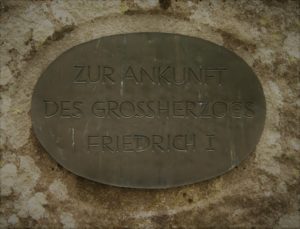 ZUR ANKUNFT
DES GROSSHERZOGS
FRIEDRICH I